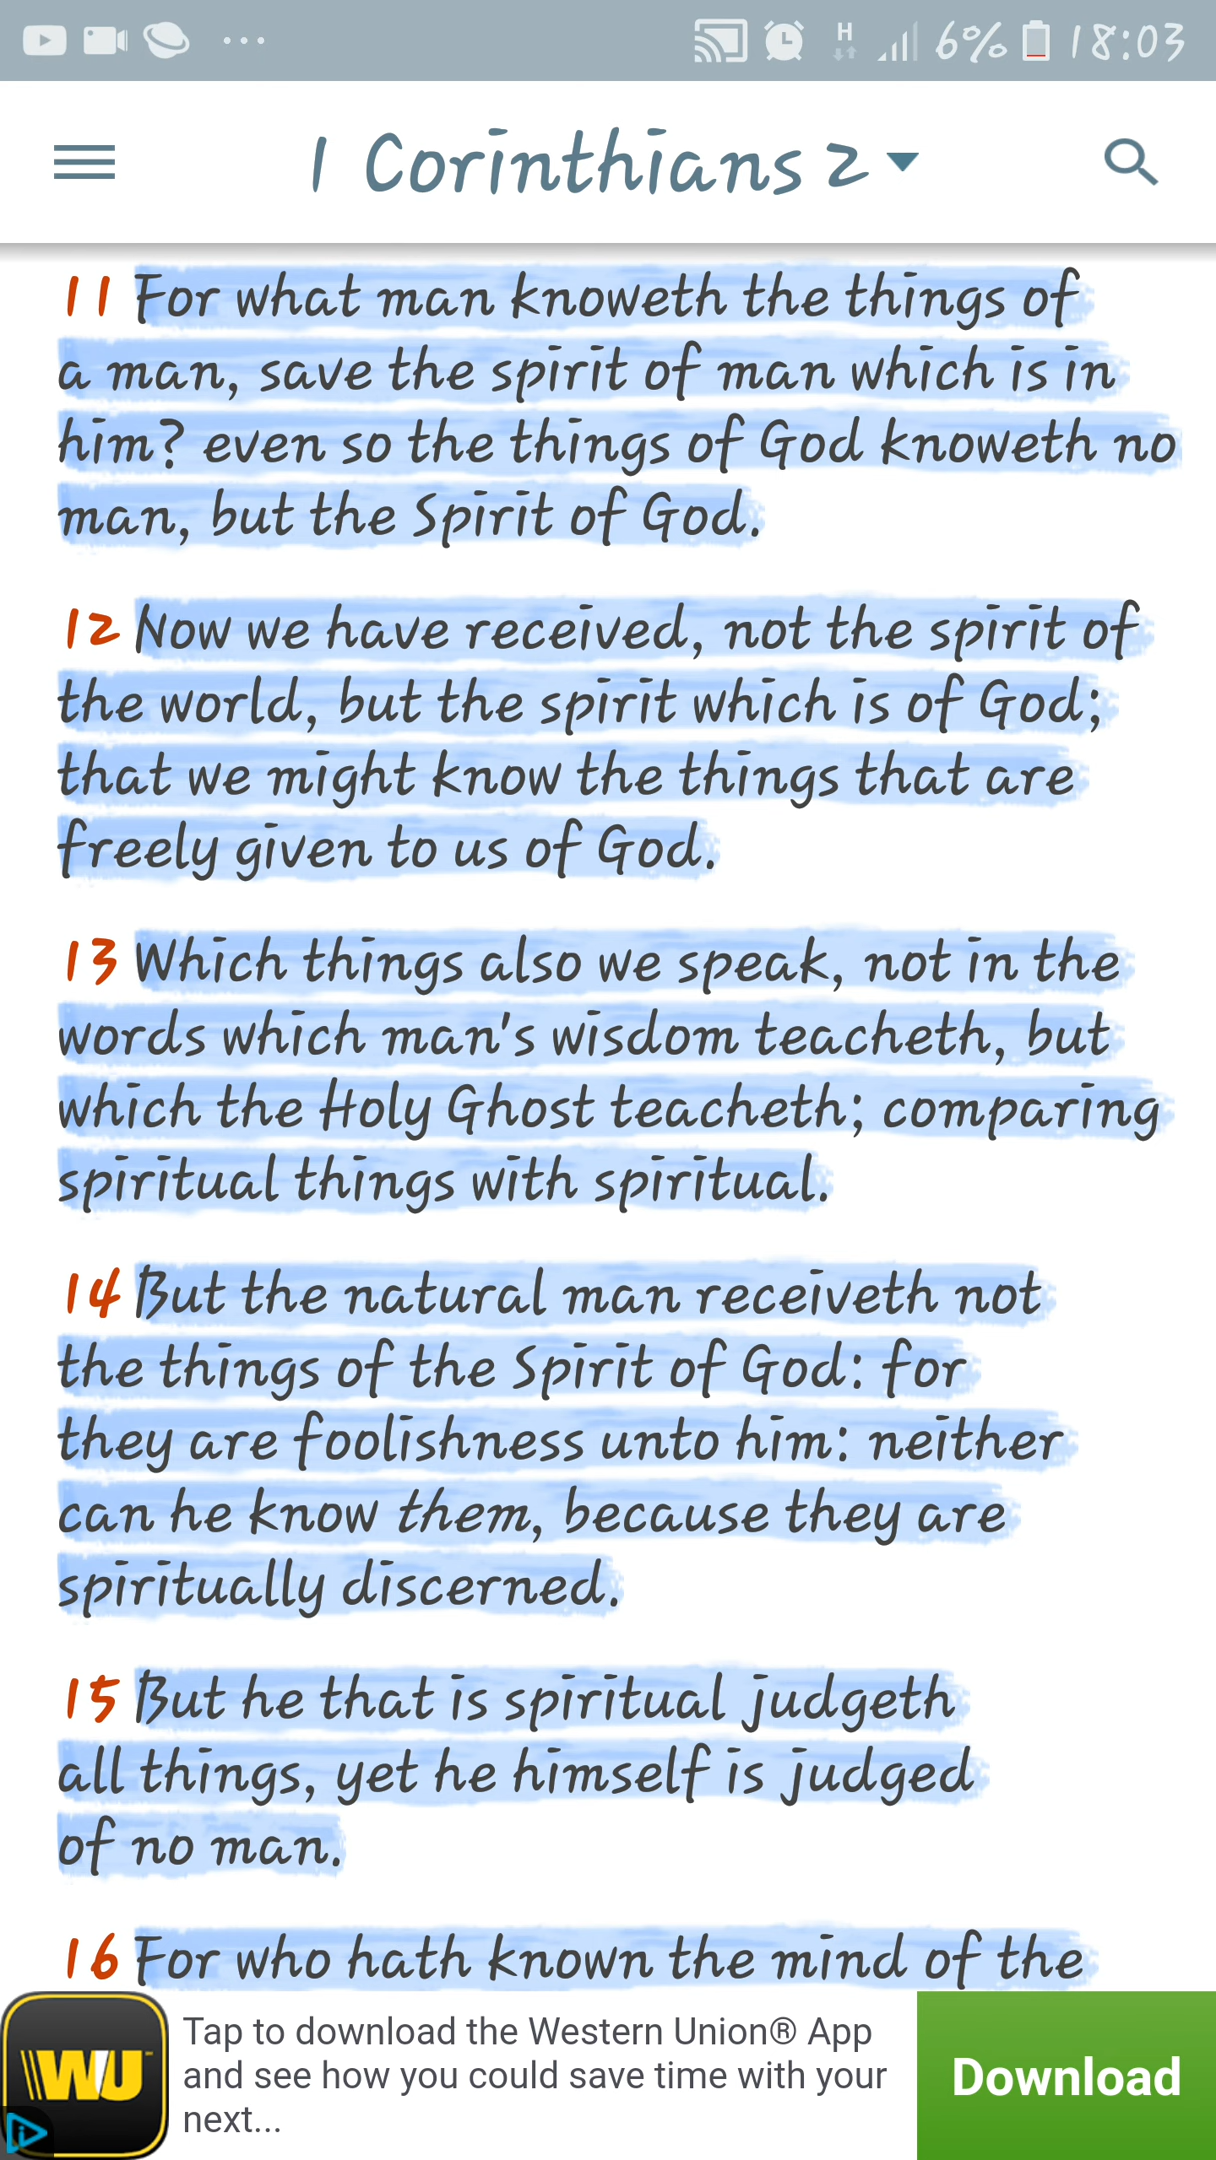 H 6% 18:03
1 Corinthians 2
11 For what man knoweth the things of
a man, save the spirit of man which is in
him? even so the things of God knoweth no
man, but the Spirit of God.
12 Now we have received, not the spirit of
the world, but the spirit which is of God;
that we might know the things that are
freely given to us of God.
13 Which things also we speak, not in the
words which man's wisdom teacheth, but
which the Holy Ghost teacheth; comparing
spiritual things with spiritual.
14 But the natural man receiveth not
the things of the Spirit of God: for
they are foolishness unto him: neither
can he know them, because they are
spiritually discerned.
15 But he that is spiritual judgeth
all things, yet he himself is judged
of no man.
16 For who hath known the mind of the
WU
Tap to download the Western Union® App
and see how you could save time with your
next...
Download